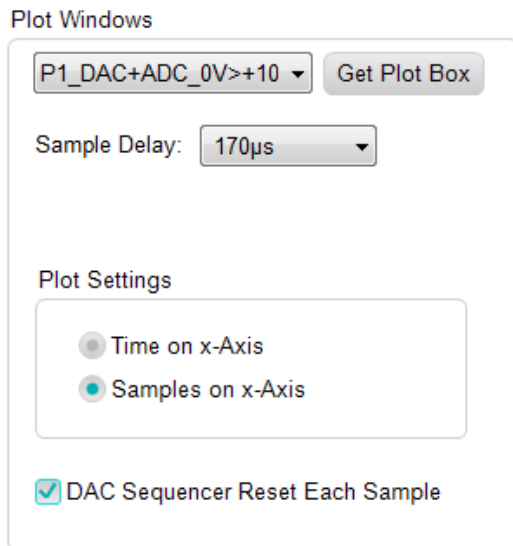 Plot Windows
P1_DAC+ADC_0V>+10 Get Plot Box
Sample Delay: 170µs
Plot Settings
Time on x-Axis
Samples on x-Axis
DAC Sequencer Reset Each Sample